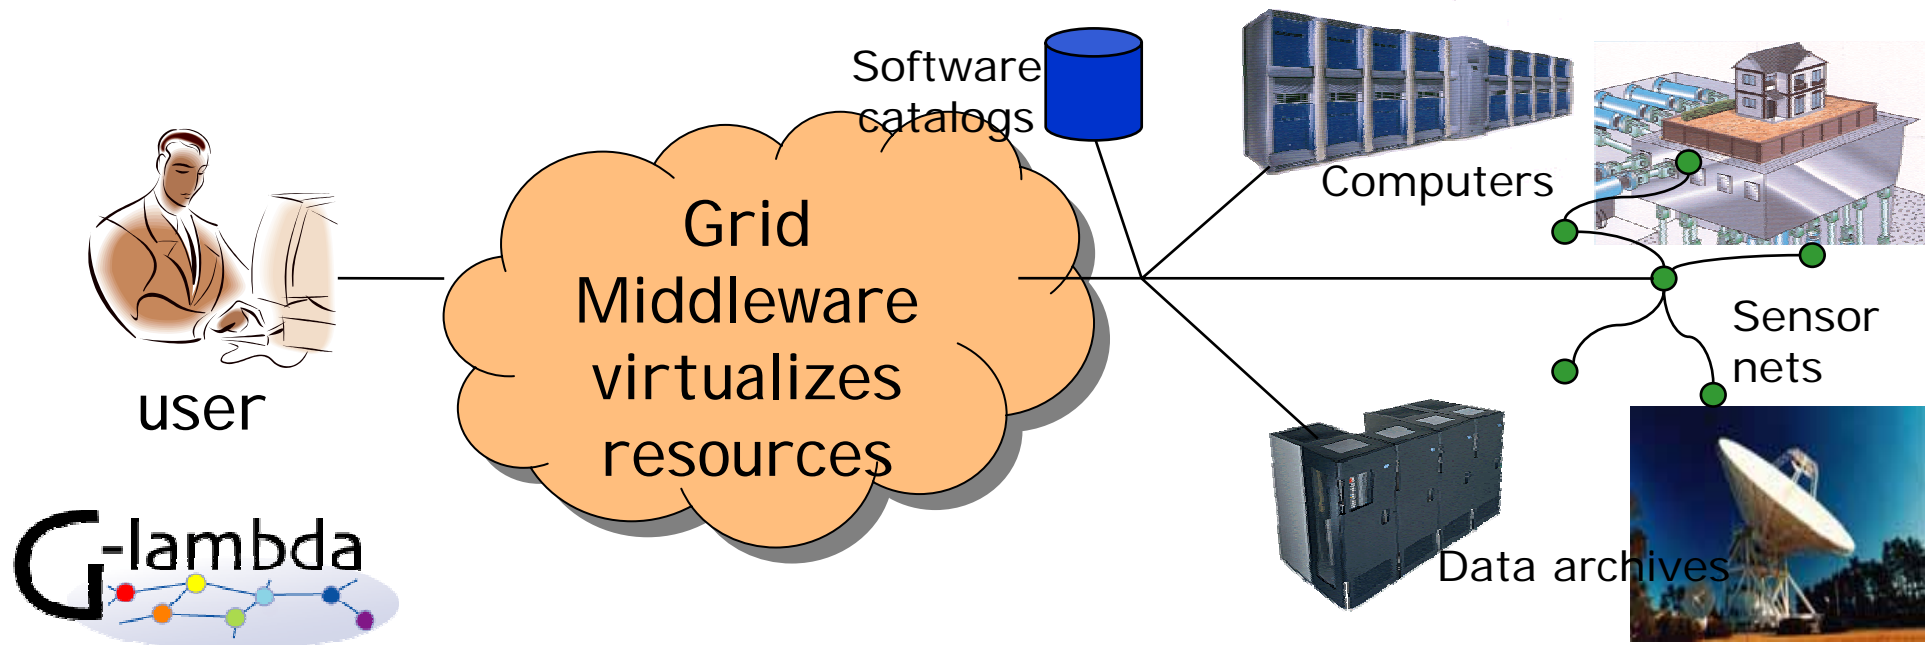 Software
catalogs
Computers
Grid
Middleware
virtualizes
resources
user
Sensor
nets
Data archives
G-lambda